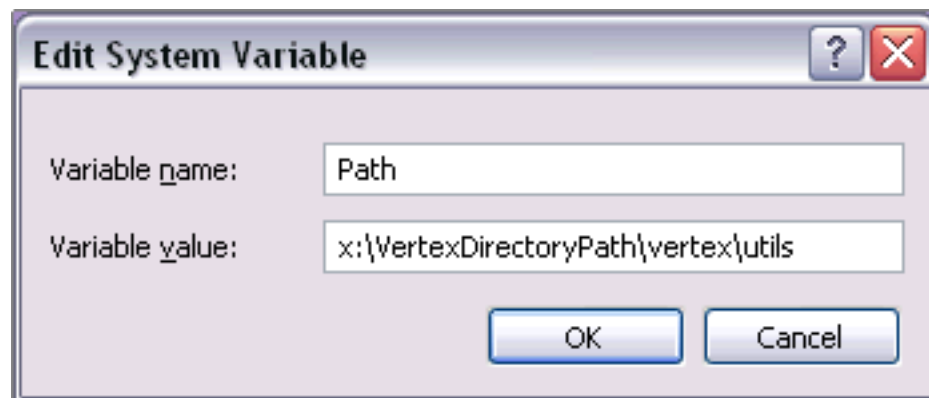 Edit System Variable ?
Variable name: Path
Variable value: x:\VertexDirectoryPath\vertex\utils
OK Cancel